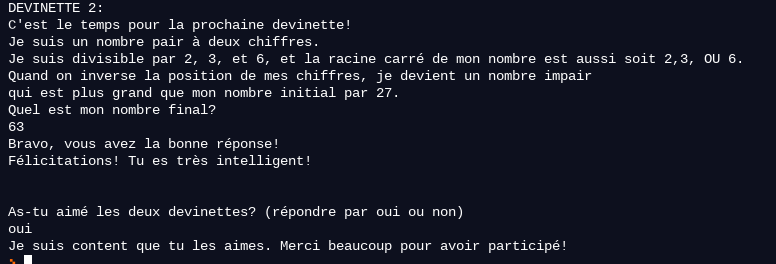 DEVINETTE 2:
C'est le temps pour la prochaine devinette!
Je suis un nombre pair à deux chiffres.
Je suis divisible par 2, 3, et 6, et la racine carré de mon nombre est aussi soit 2,3, OU 6.
Quand on inverse la position de mes chiffres, je devient un nombre impair
qui est plus grand que mon nombre initial par 27.
Quel est mon nombre final?
63
Bravo, vous avez la bonne réponse!
Félicitations! Tu es très intelligent!
As-tu aimé les deux devinettes? (répondre par oui ou non)
oui
Je suis content que tu les aimes. Merci beaucoup pour avoir participé!
>